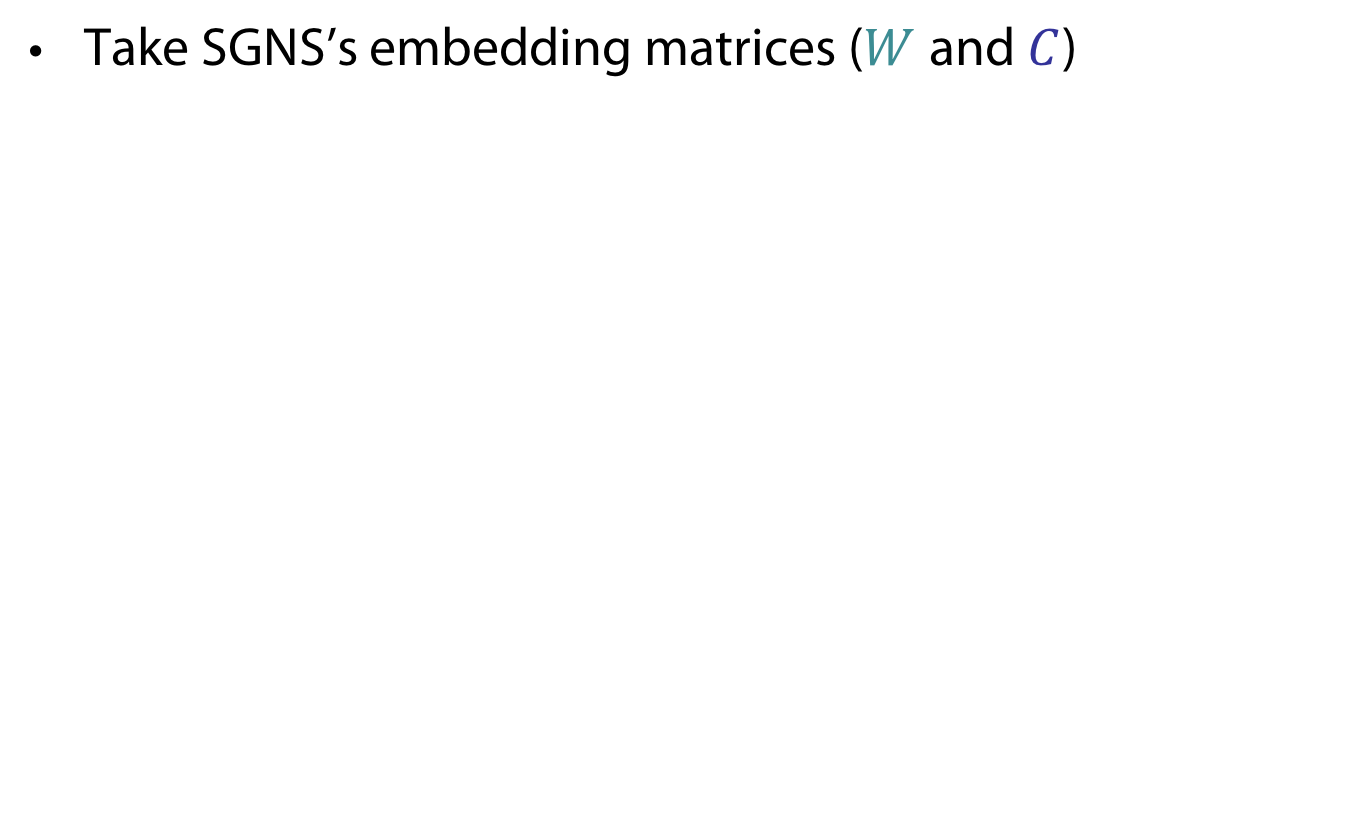 • Take SGNS’s embedding matrices (W and C)